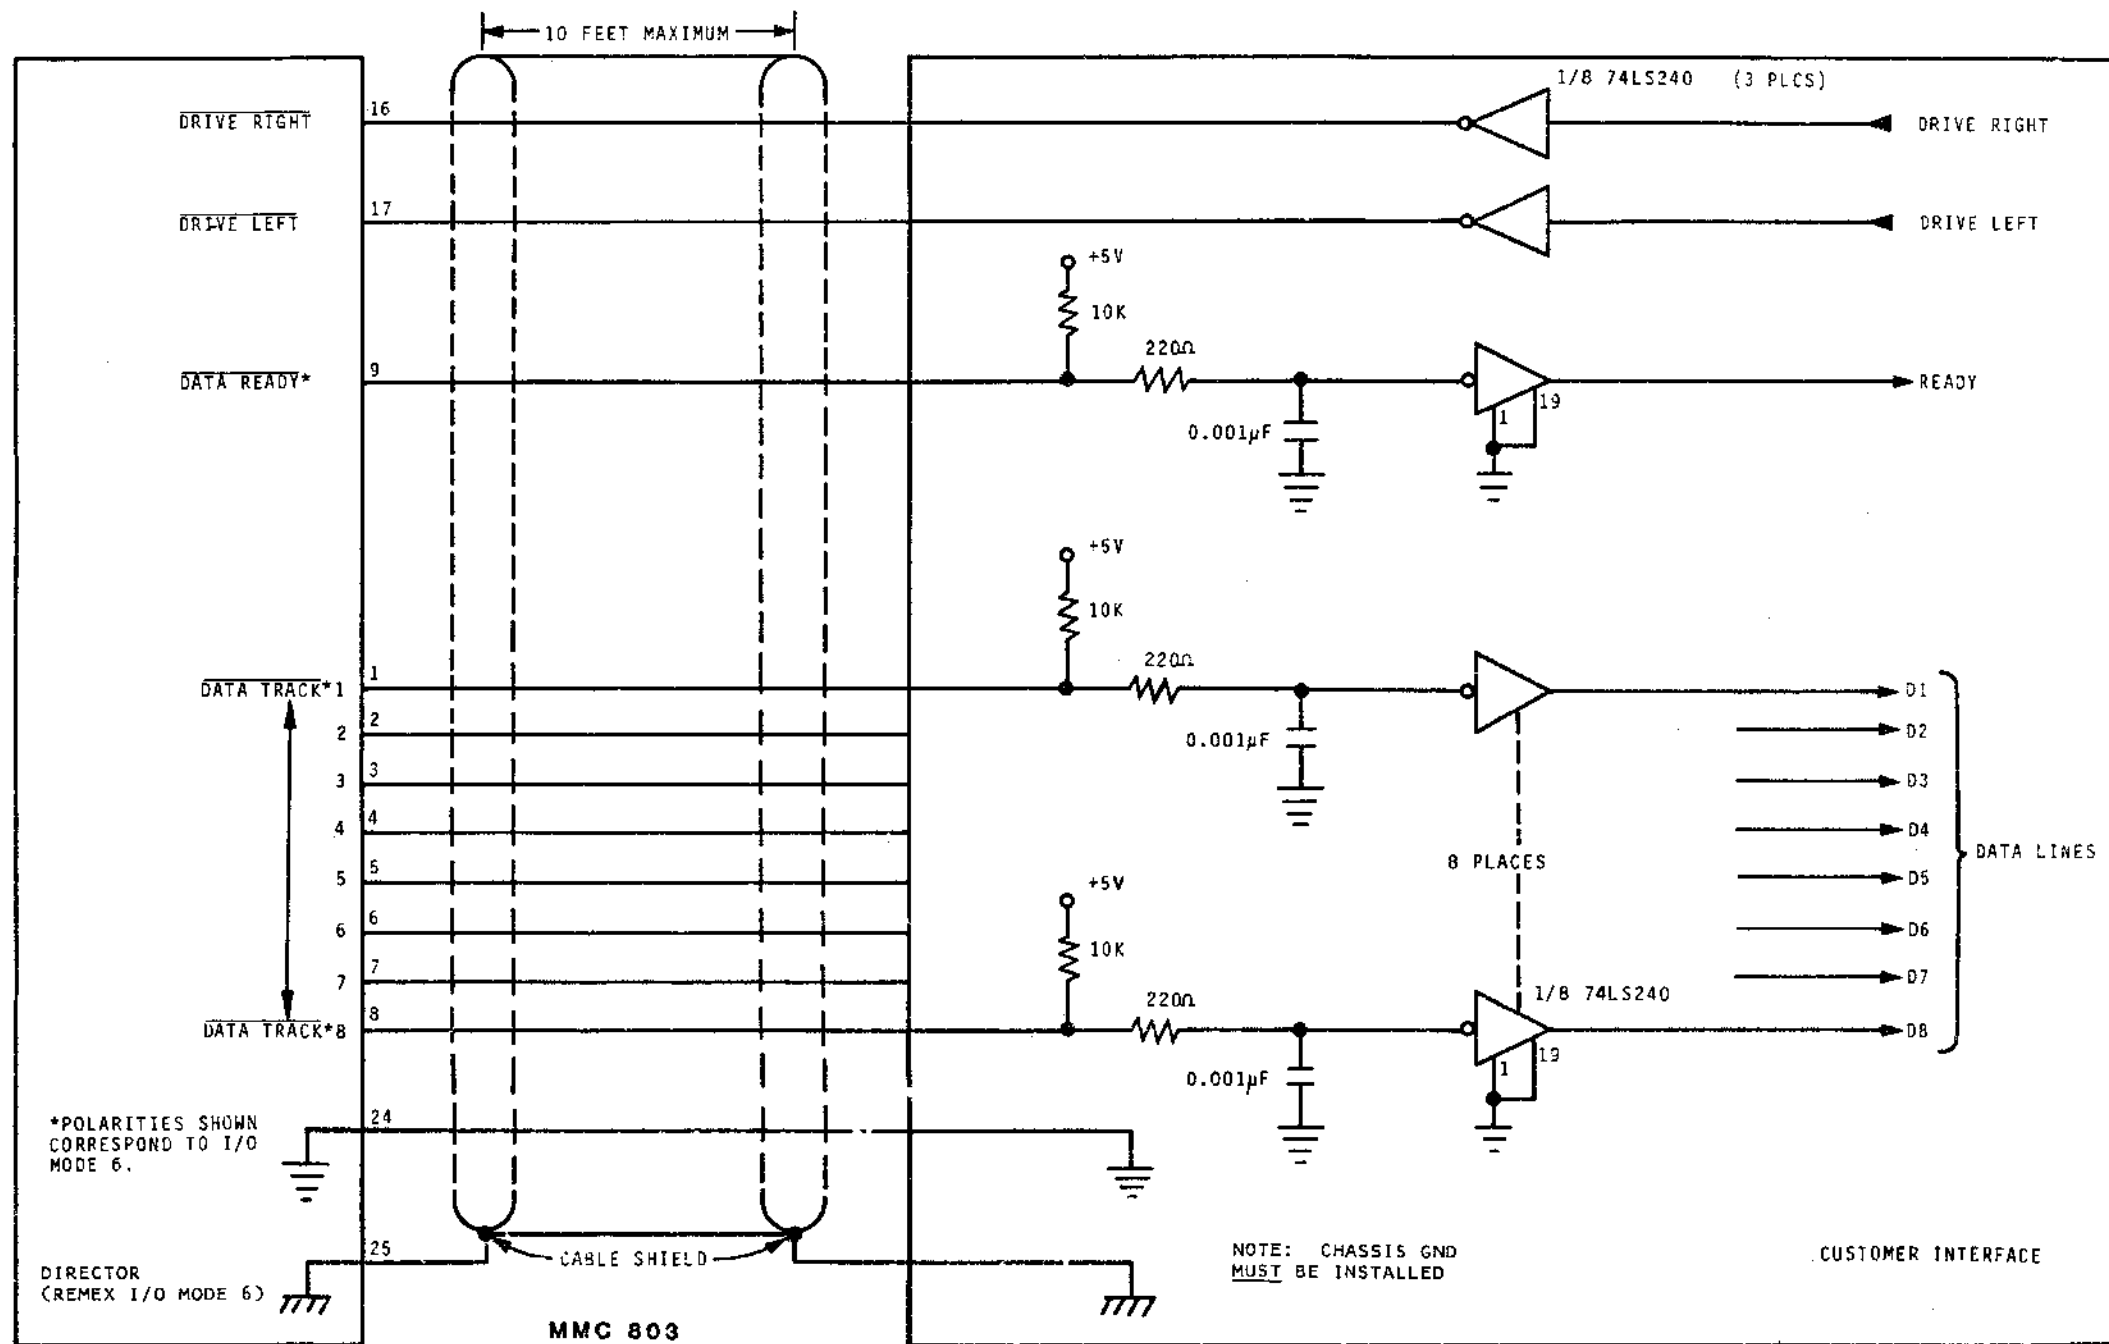 10 FEET MAXIMUM
1/8 74LS240 (3 PLCS)
DRIVE RIGHT 16 DRIVE RIGHT
DRIVE LEFT 17 DRIVE LEFT
+5V
10K
220Ω
DATA READY* 9 READY
1 19
0.001µF
+5V
10K
220Ω
DATA TRACK*1 1 D1
2 2 D2
0.001µF
3 3 D3
4 4 D4
8 PLACES
DATA LINES
5 5 D5
+5V
6 6 D6
10K
7 7 D7
220Ω
1/8 74LS240
DATA TRACK*8 8 D8
1 19
0.001µF
*POLARITIES SHOWN
CORRESPOND TO I/O
MODE 6.
24
25
CABLE SHIELD
NOTE: CHASSIS GND
MUST BE INSTALLED
CUSTOMER INTERFACE
DIRECTOR
(REMEX I/O MODE 6)
MMC 803